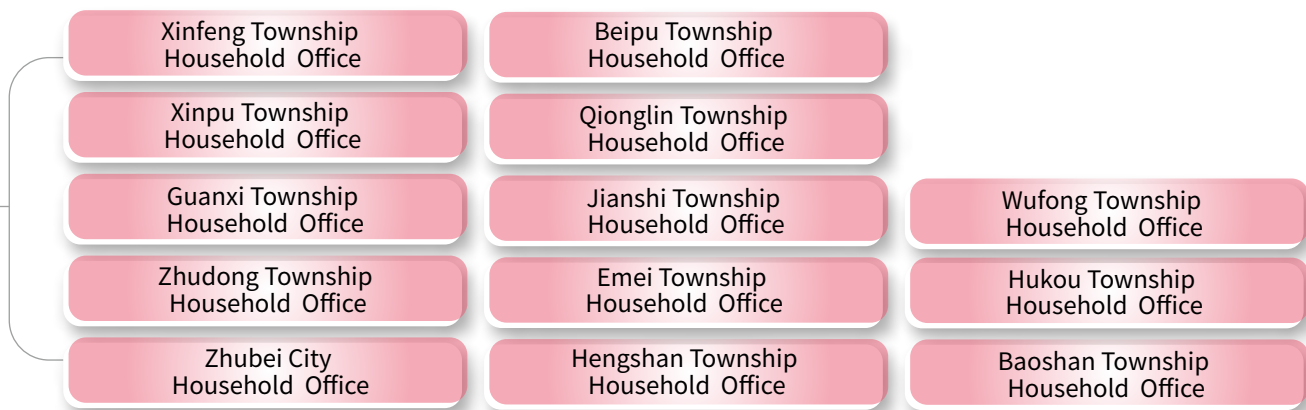 Xinfeng Township
Household Office
Beipu Township
Household Office
Xinpu Township
Household Office
Qionglin Township
Household Office
Guanxi Township
Household Office
Jianshi Township
Household Office
Wufong Township
Household Office
Zhudong Township
Household Office
Emei Township
Household Office
Hukou Township
Household Office
Zhubei City
Household Office
Hengshan Township
Household Office
Baoshan Township
Household Office